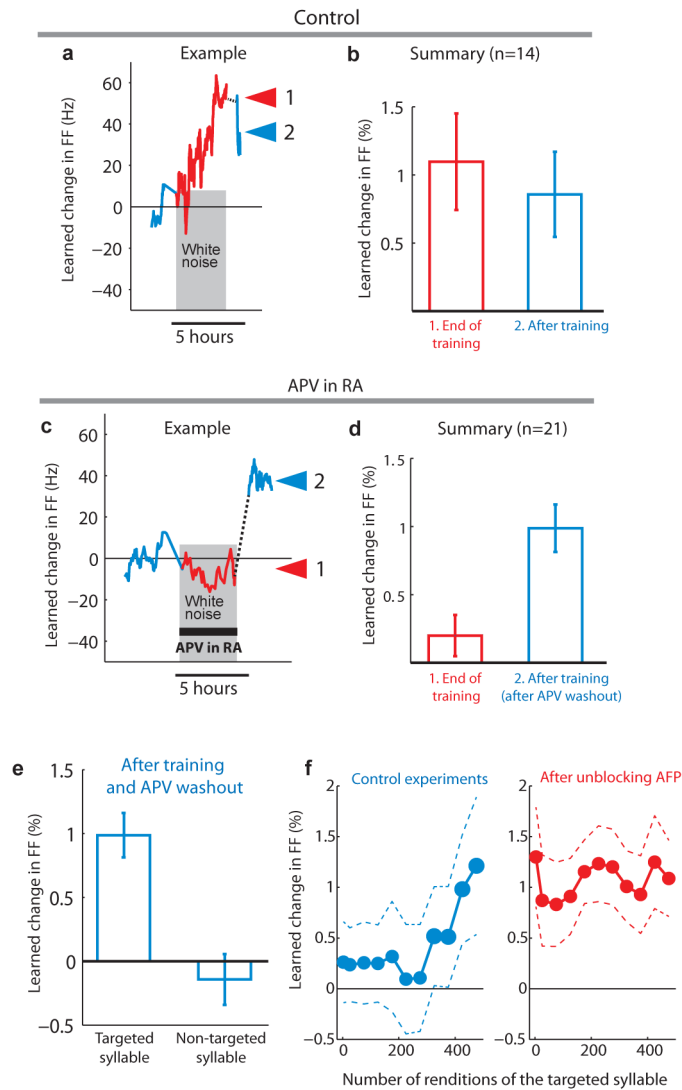 Control
a
Example
Learned change in FF (Hz)
60
40
20
0
−20
−40
1
2
White
noise
5 hours
b
Summary (n=14)
Learned change in FF (%)
1.5
1
0.5
1. End of
training
2. After training
APV in RA
c
Example
Learned change in FF (Hz)
60
40
20
0
−20
−40
2
1
White
noise
APV in RA
5 hours
d
Summary (n=21)
Learned change in FF (%)
1.5
1
0.5
1. End of
training
2. After training
(after APV washout)
e
After training
and APV washout
Learned change in FF (%)
1.5
1
0.5
0
−0.5
Targeted
syllable
Non-targeted
syllable
f
Control experiments
Learned change in FF (%)
2
1.5
1
0.5
0
−0.5
0
200
400
After unblocking AFP
2
1.5
1
0.5
0
−0.5
0
200
400
Number of renditions of the targeted syllable